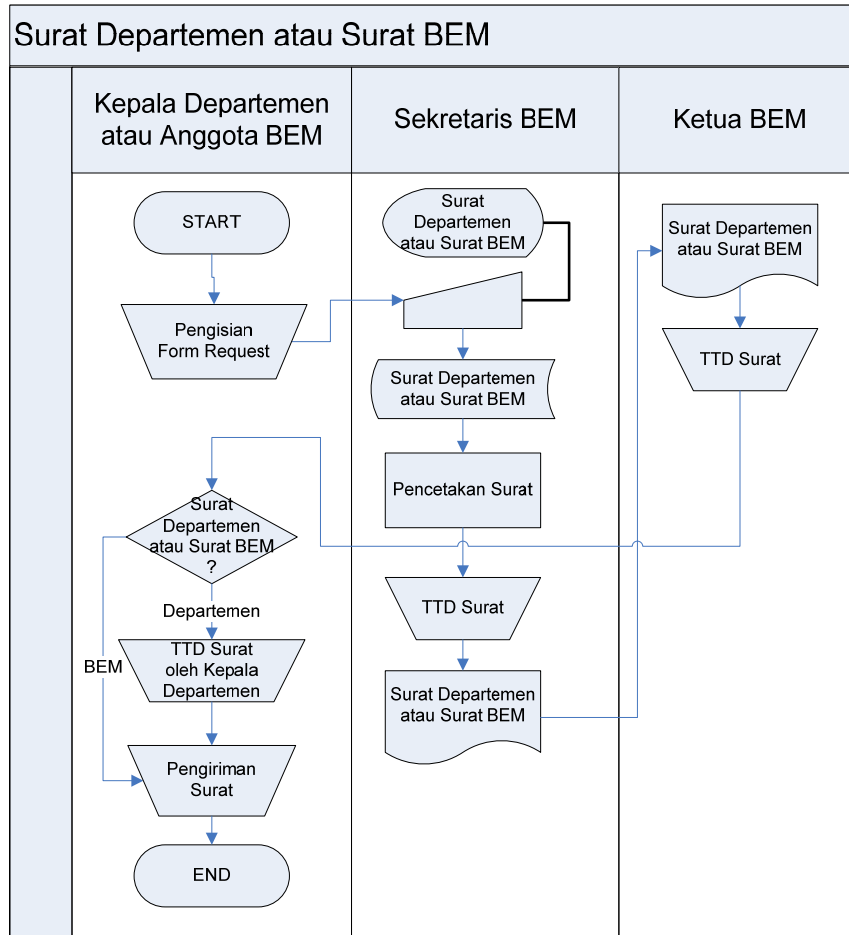 Surat Departemen atau Surat BEM
Kepala Departemen
atau Anggota BEM
Sekretaris BEM
Ketua BEM
START
Pengisian
Form Request
Surat
Departemen
atau Surat BEM
?
Departemen
BEM
TTD Surat
oleh Kepala
Departemen
Pengiriman
Surat
END
Surat
Departemen
atau Surat BEM
Surat Departemen
atau Surat BEM
Pencetakan Surat
TTD Surat
Surat Departemen
atau Surat BEM
Surat Departemen
atau Surat BEM
TTD Surat